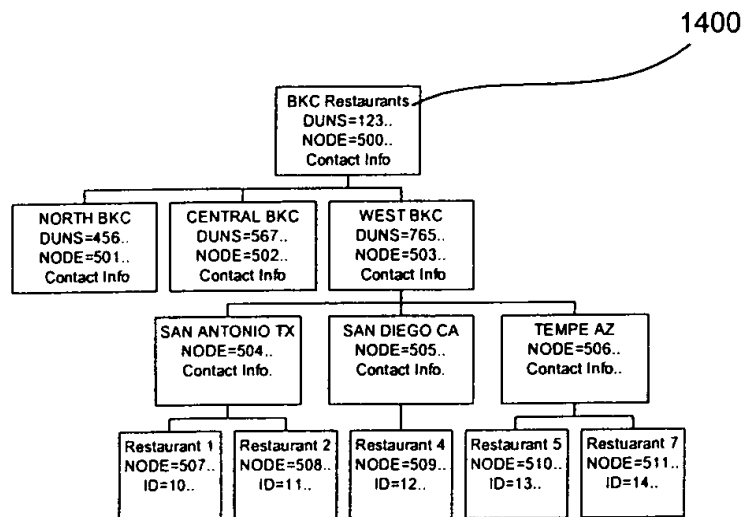 1400
BKC Restaurants
DUNS=123..
NODE=500..
Contact Info
NORTH BKC
DUNS=456..
NODE=501..
Contact Info
CENTRAL BKC
DUNS=567..
NODE=502..
Contact Info
WEST BKC
DUNS=765..
NODE=503..
Contact Info
SAN ANTONIO TX
NODE=504..
Contact Info.
SAN DIEGO CA
NODE=505..
Contact Info.
TEMPE AZ
NODE=506..
Contact Info..
Restaurant 1
NODE=507..
ID=10..
Restaurant 2
NODE=508..
ID=11..
Restaurant 4
NODE=509..
ID=12..
Restaurant 5
NODE=510..
ID=13..
Restuarant 7
NODE=511..
ID=14..